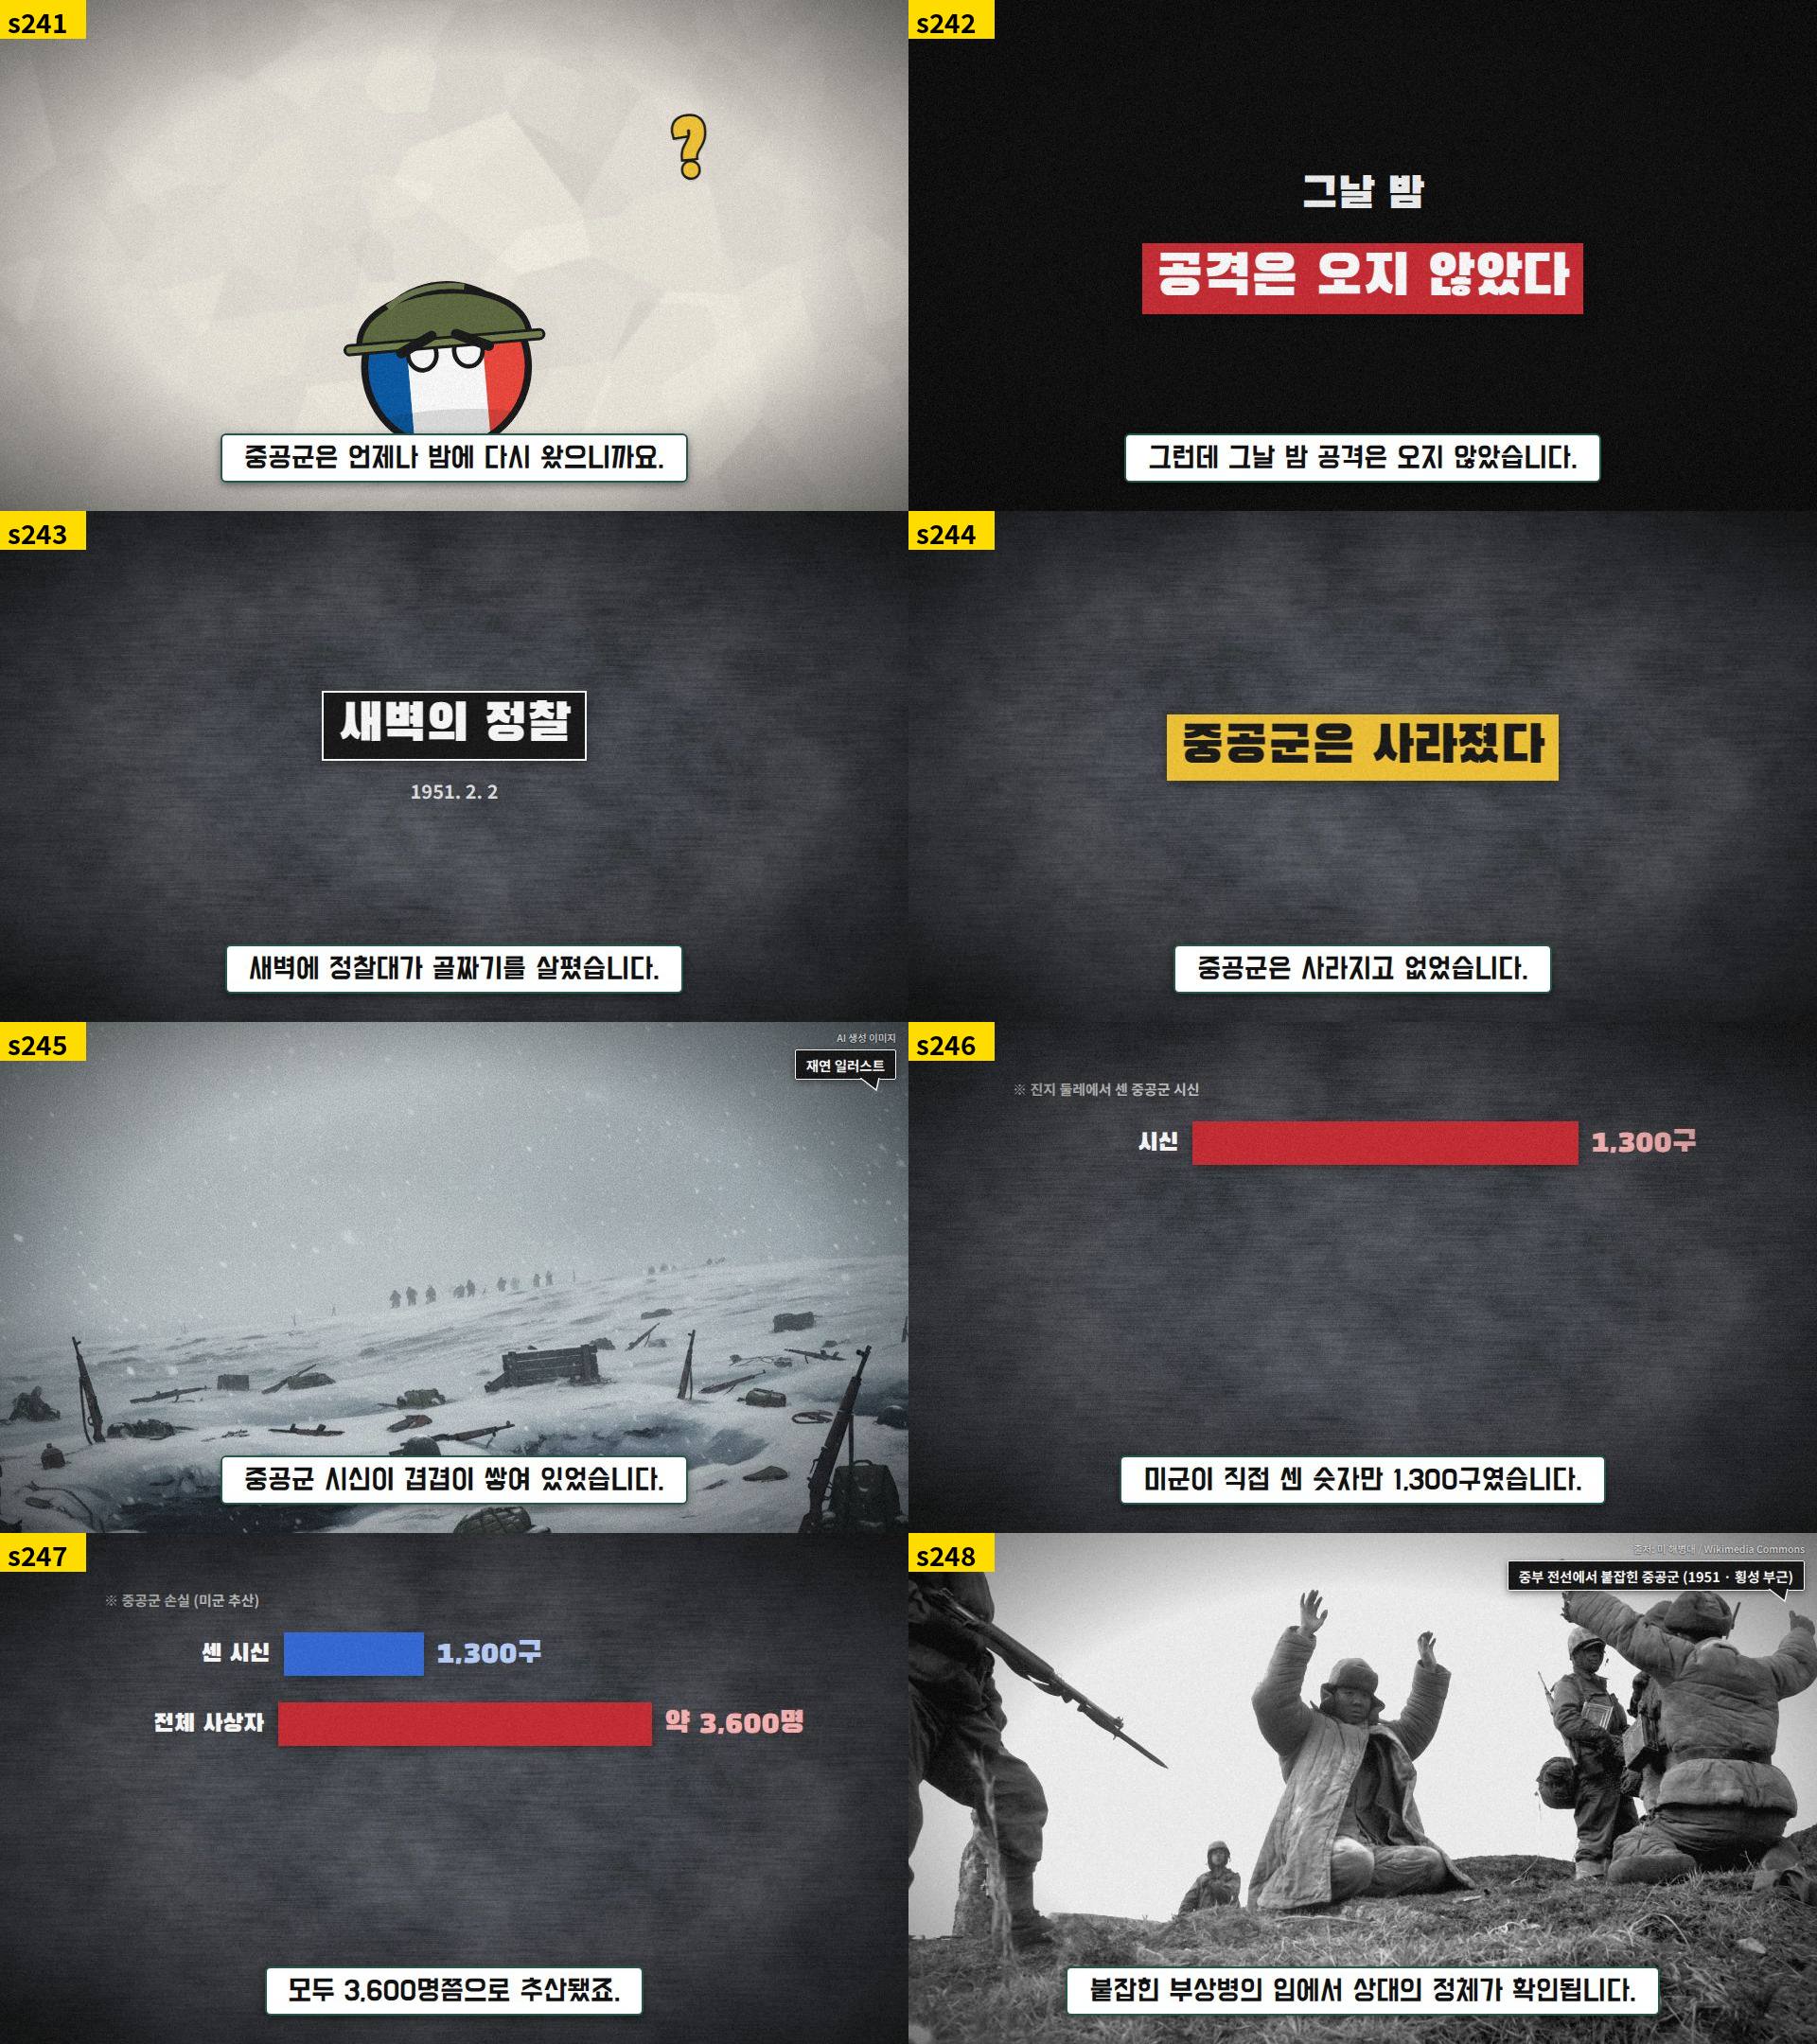 s241
?
중공군은 언제나 밤에 다시 왔으니까요.
s242
그날 밤
공격은 오지 않았다
그런데 그날 밤 공격은 오지 않았습니다.
s243
새벽의 정찰
1951. 2. 2
새벽에 정찰대가 골짜기를 살폈습니다.
s244
중공군은 사라졌다
중공군은 사라지고 없었습니다.
s245
AI 생성 이미지
재연 일러스트
중공군 시신이 겹겹이 쌓여 있었습니다.
s246
※ 진지 둘레에서 센 중공군 시신
시신 1,300구
미군이 직접 센 숫자만 1,300구였습니다.
s247
※ 중공군 손실 (미군 추산)
센 시신 1,300구
전체 사상자 약 3,600명
모두 3,600명쯤으로 추산됐죠.
s248
출처: 미 해병대 / Wikimedia Commons
중부 전선에서 붙잡힌 중공군 (1951 · 횡성 부근)
붙잡힌 부상병의 입에서 상대의 정체가 확인됩니다.